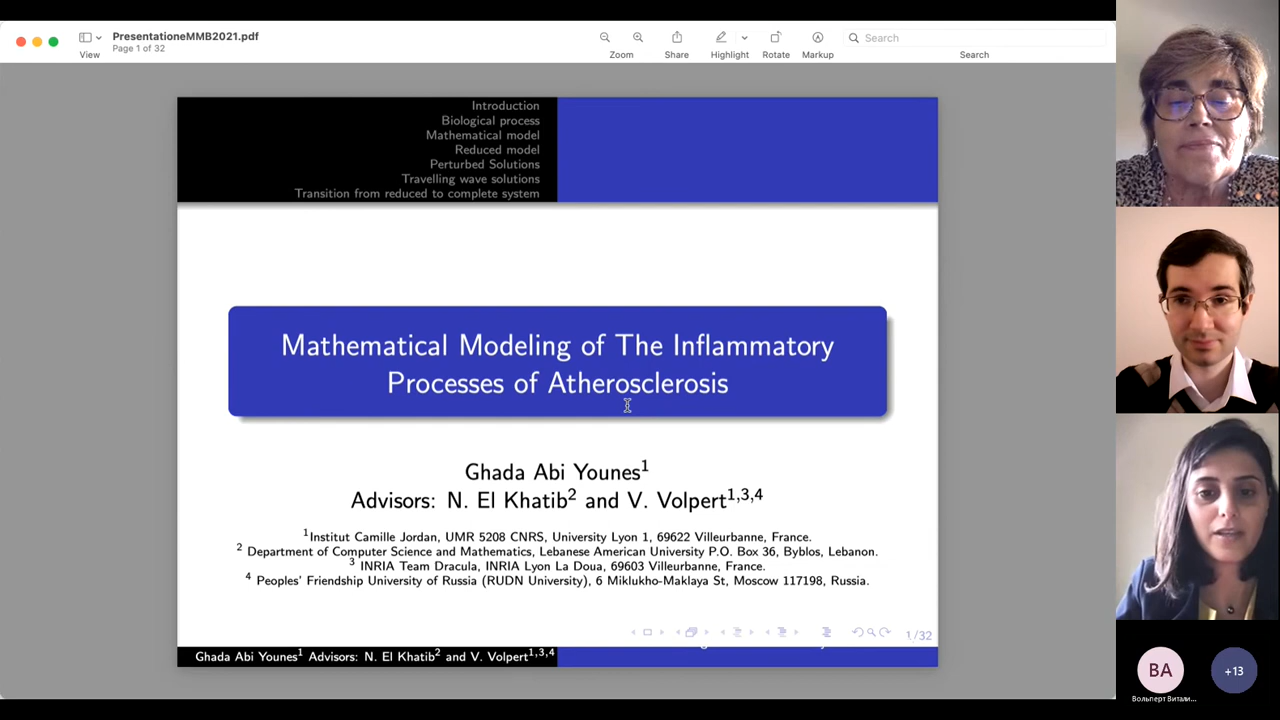 PresentationeMMB2021.pdf
Page 1 of 32
View
Zoom
Share
Highlight
Rotate
Markup
Search
Search
Introduction
Biological process
Mathematical model
Reduced model
Perturbed Solutions
Travelling wave solutions
Transition from reduced to complete system
Mathematical Modeling of The Inflammatory
Processes of Atherosclerosis
Ghada Abi Younes¹
Advisors: N. El Khatib² and V. Volpert¹,³,⁴
¹Institut Camille Jordan, UMR 5208 CNRS, University Lyon 1, 69622 Villeurbanne, France.
² Department of Computer Science and Mathematics, Lebanese American University P.O. Box 36, Byblos, Lebanon.
³ INRIA Team Dracula, INRIA Lyon La Doua, 69603 Villeurbanne, France.
⁴ Peoples' Friendship University of Russia (RUDN University), 6 Miklukho-Maklaya St, Moscow 117198, Russia.
1/32
Ghada Abi Younes¹ Advisors: N. El Khatib² and V. Volpert¹,³,⁴
BA
+13
Вольперт Витали...